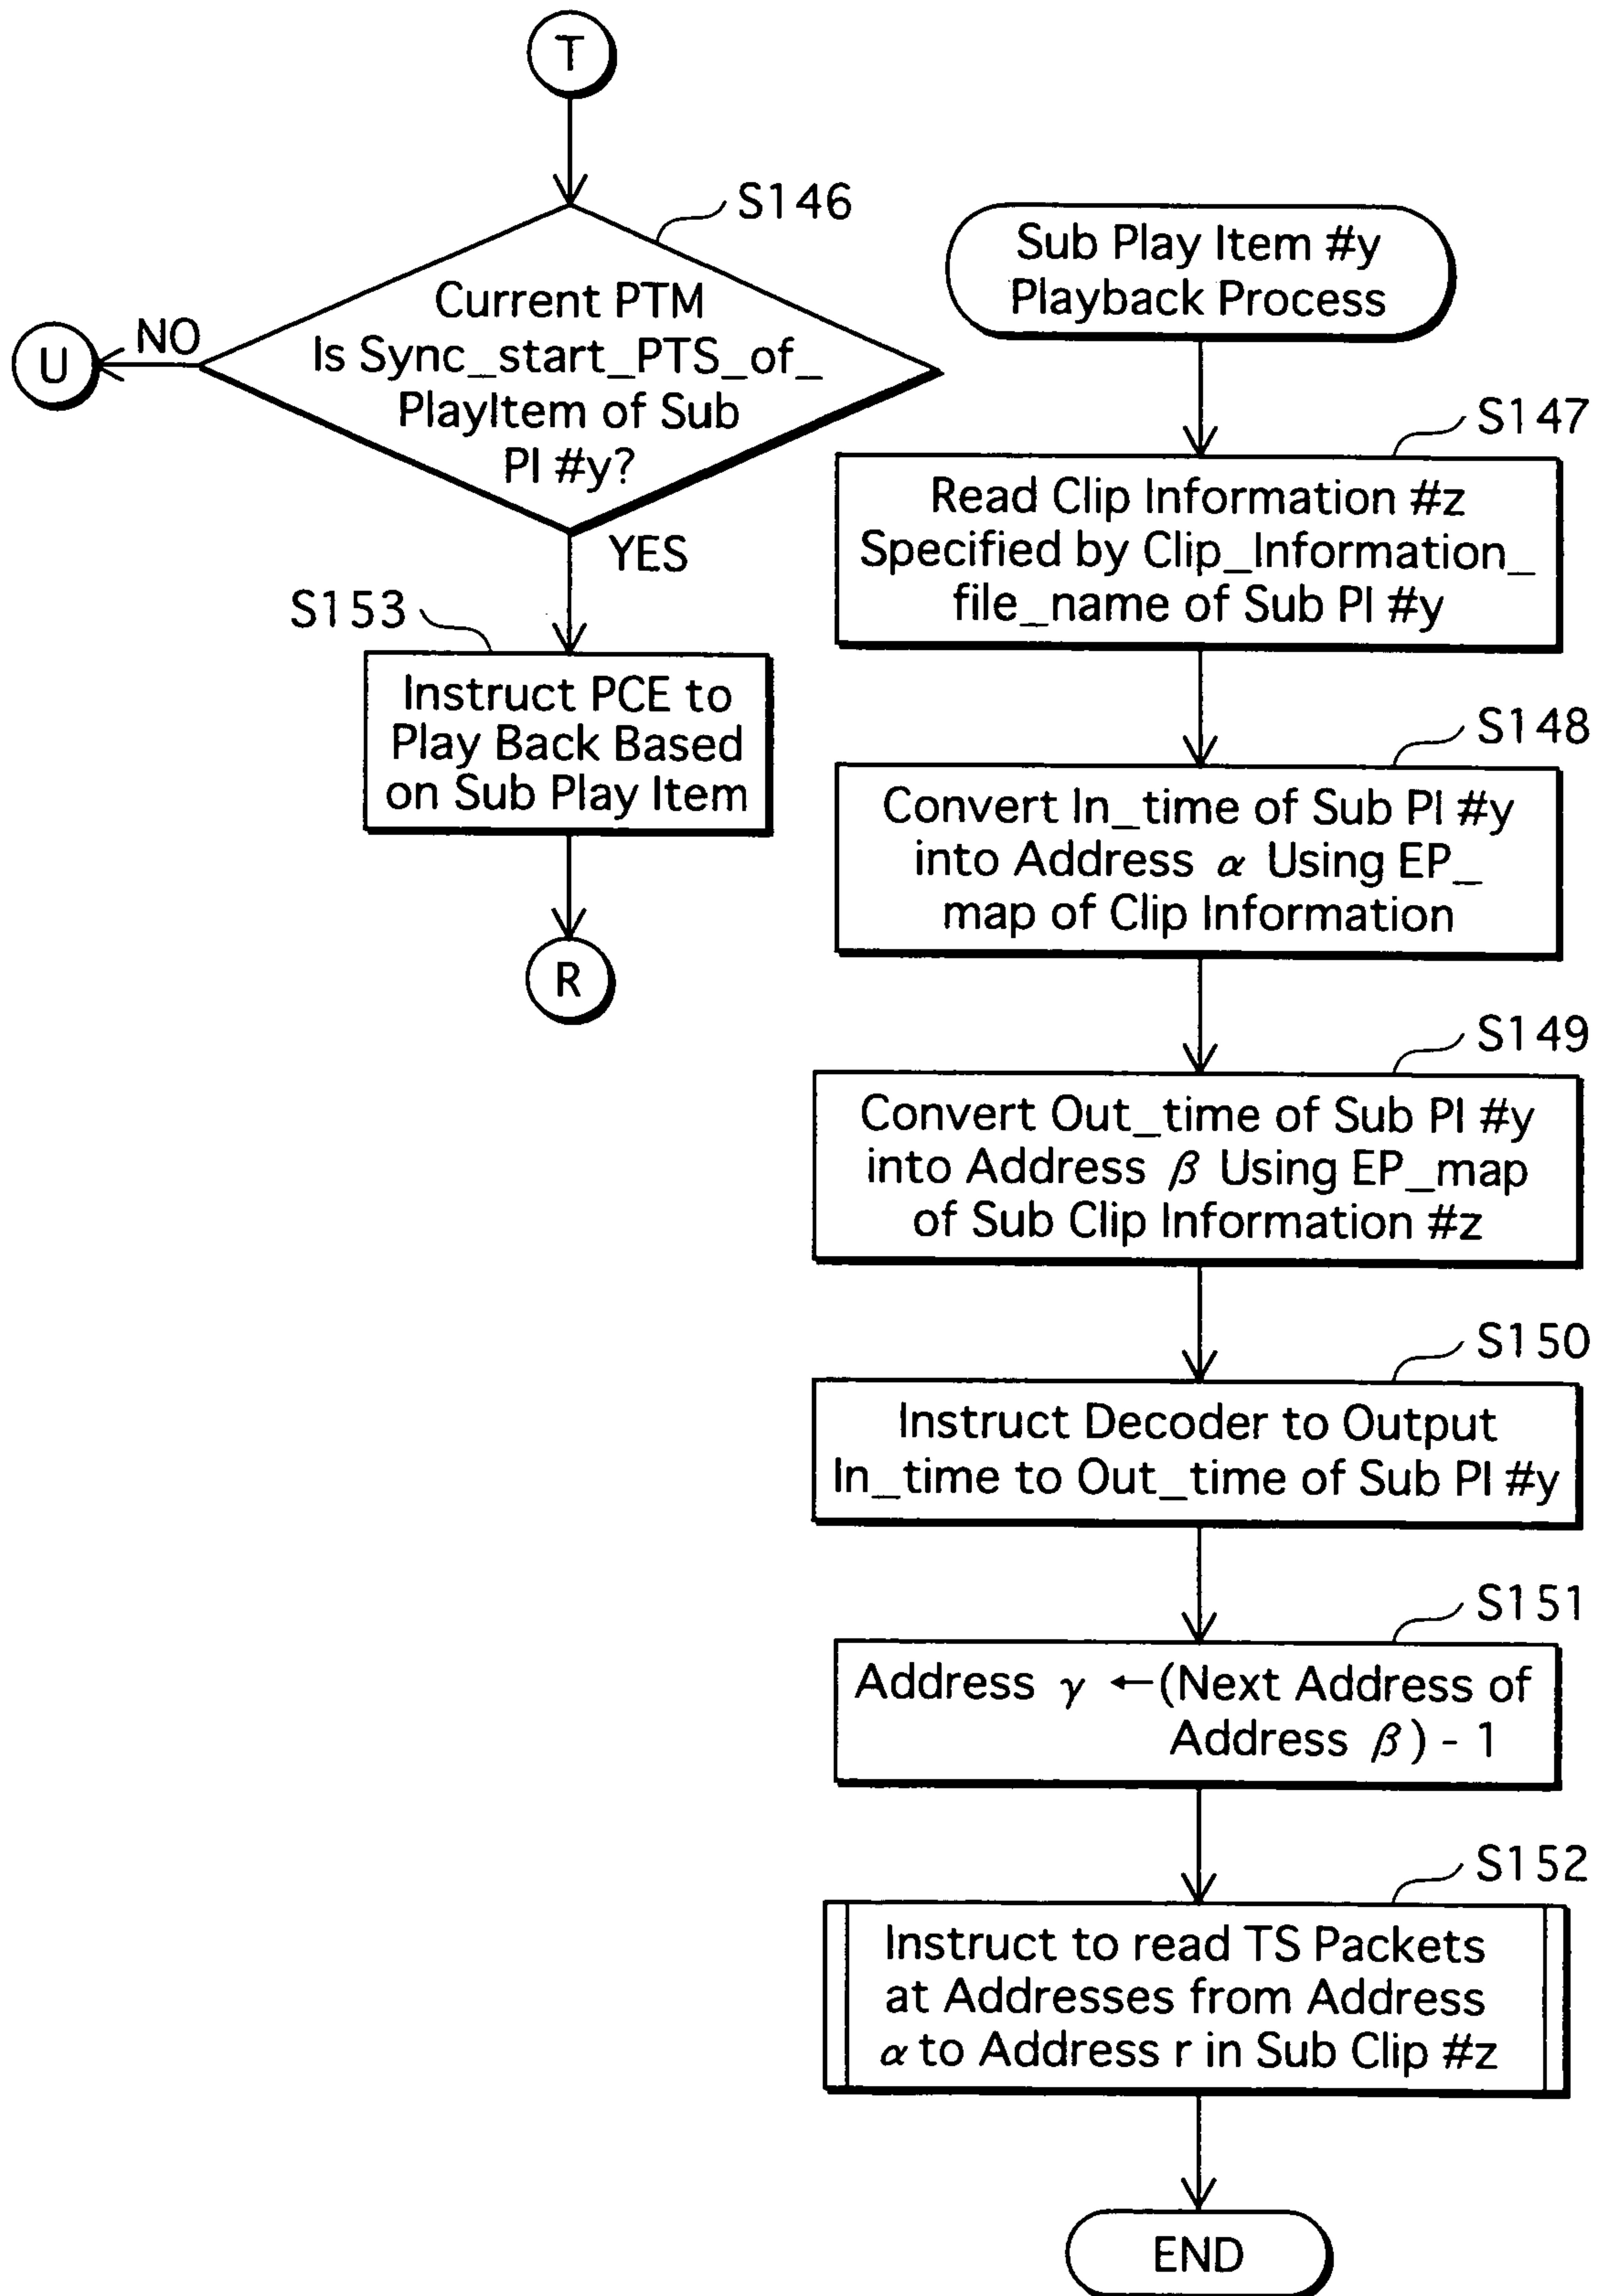 T
S146
Current PTM
Is Sync_start_PTS_of_
PlayItem of Sub
PI #y?
NO
U
YES
S153
Instruct PCE to
Play Back Based
on Sub Play Item
R
Sub Play Item #y
Playback Process
S147
Read Clip Information #z
Specified by Clip_Information_
file_name of Sub PI #y
S148
Convert In_time of Sub PI #y
into Address α Using EP_
map of Clip Information
S149
Convert Out_time of Sub PI #y
into Address β Using EP_map
of Sub Clip Information #z
S150
Instruct Decoder to Output
In_time to Out_time of Sub PI #y
S151
Address γ ←(Next Address of
Address β) - 1
S152
Instruct to read TS Packets
at Addresses from Address
α to Address r in Sub Clip #z
END